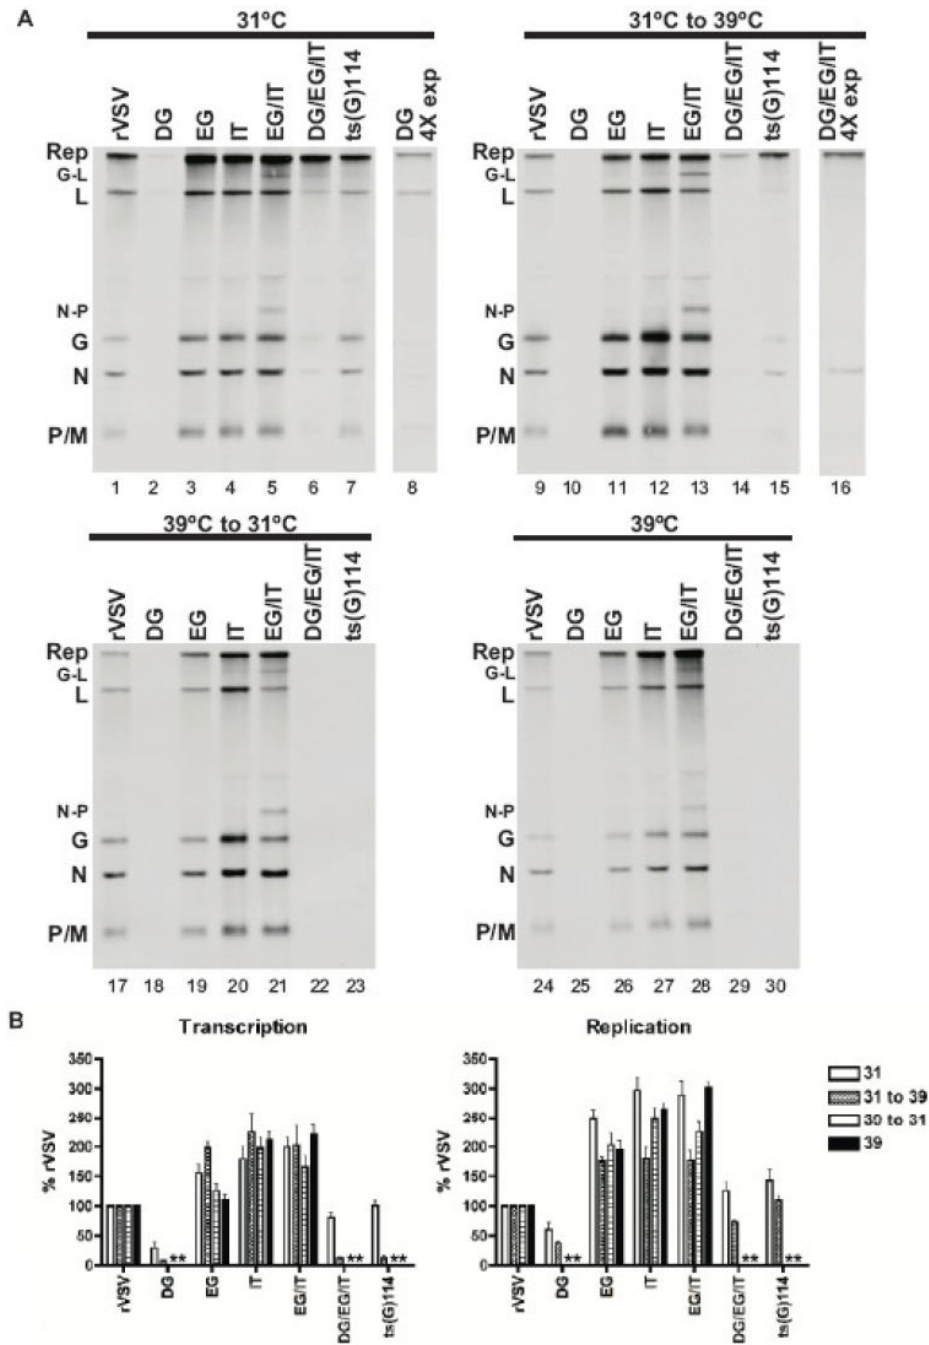 A
31ºC
31ºC to 39ºC
rVSV
DG
EG
IT
EG/IT
DG/EG/IT
ts(G)114
DG
4X exp
rVSV
DG
EG
IT
EG/IT
DG/EG/IT
ts(G)114
DG/EG/IT
4X exp
Rep
G-L
L
N-P
G
N
P/M
Rep
G-L
L
N-P
G
N
P/M
1 2 3 4 5 6 7 8
9 10 11 12 13 14 15 16
39ºC to 31ºC
39ºC
rVSV
DG
EG
IT
EG/IT
DG/EG/IT
ts(G)114
rVSV
DG
EG
IT
EG/IT
DG/EG/IT
ts(G)114
Rep
G-L
L
N-P
G
N
P/M
Rep
G-L
L
N-P
G
N
P/M
17 18 19 20 21 22 23
24 25 26 27 28 29 30
B
Transcription
% rVSV
350
300
250
200
150
100
50
0
**
**
**
rVSV
DG
EG
IT
EG/IT
DG/EG/IT
ts(G)114
Replication
% rVSV
350
300
250
200
150
100
50
0
**
**
**
rVSV
DG
EG
IT
EG/IT
DG/EG/IT
ts(G)114
31
31 to 39
30 to 31
39